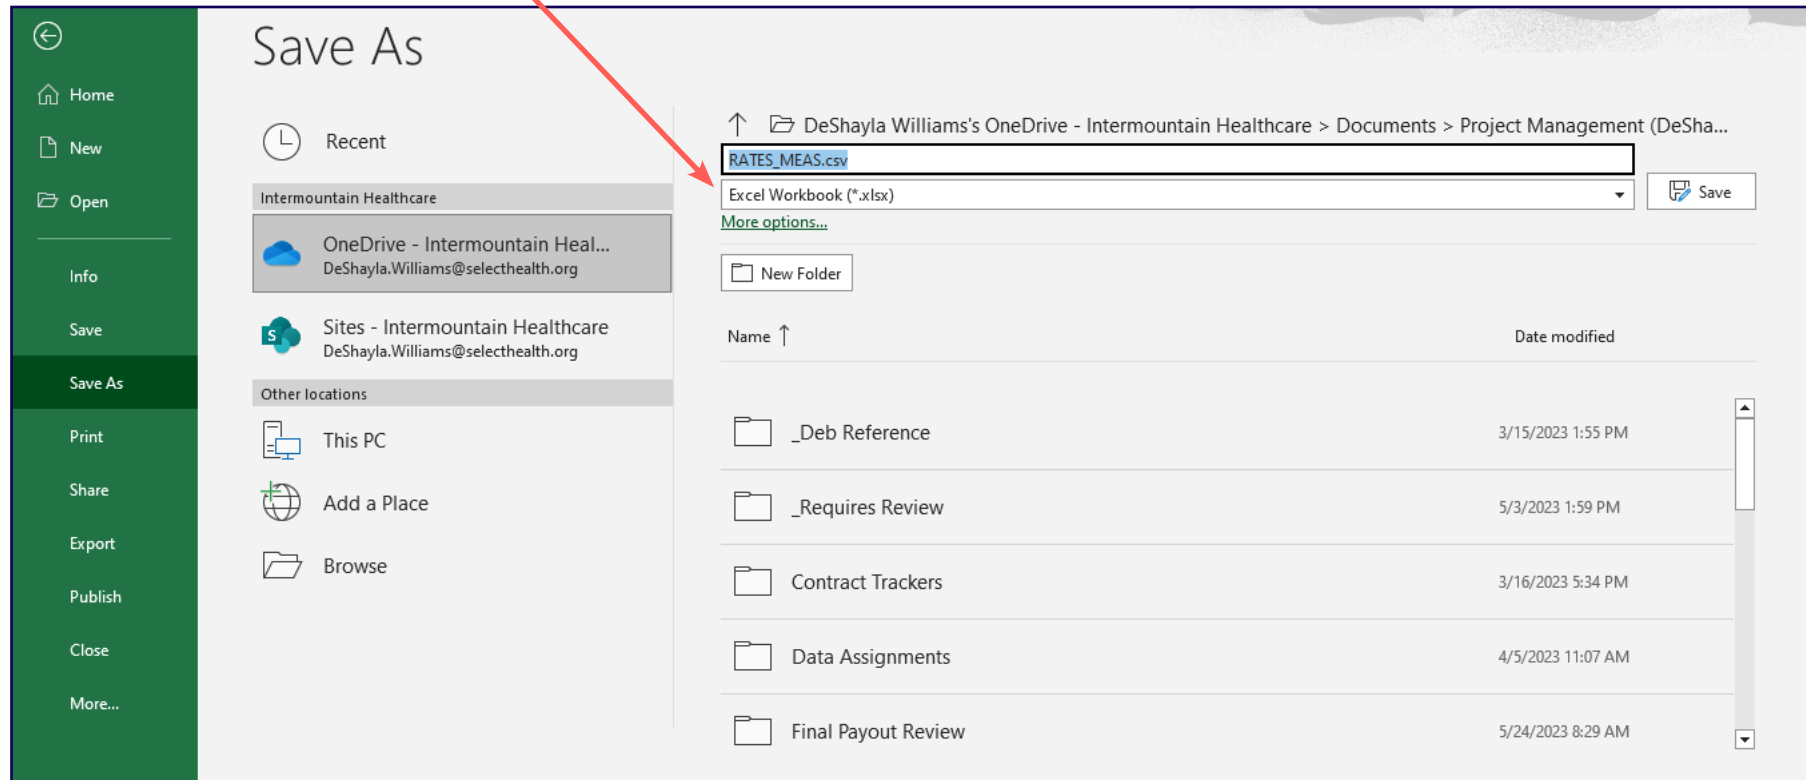 Save As
Home
New
Open
Info
Save
Save As
Print
Share
Export
Publish
Close
More...
Recent
Intermountain Healthcare
OneDrive - Intermountain Heal...
DeShayla.Williams@selecthealth.org
Sites - Intermountain Healthcare
DeShayla.Williams@selecthealth.org
Other locations
This PC
Add a Place
Browse
DeShayla Williams's OneDrive - Intermountain Healthcare > Documents > Project Management (DeSha...
RATES_MEAS.csv
Excel Workbook (*.xlsx)
Save
More options...
New Folder
Name Date modified
_Deb Reference 3/15/2023 1:55 PM
_Requires Review 5/3/2023 1:59 PM
Contract Trackers 3/16/2023 5:34 PM
Data Assignments 4/5/2023 11:07 AM
Final Payout Review 5/24/2023 8:29 AM